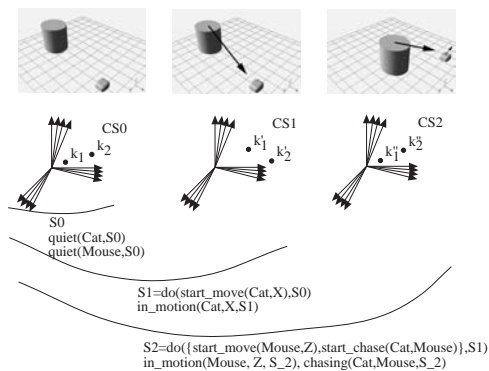 CS0
k1
k2
CS1
k'1
k'2
CS2
k''1
k''2
S0
quiet(Cat,S0)
quiet(Mouse,S0)
S1=do(start_move(Cat,X),S0)
in_motion(Cat,X,S1)
S2=do({start_move(Mouse,Z),start_chase(Cat,Mouse)},S1)
in_motion(Mouse, Z, S_2), chasing(Cat,Mouse,S_2)